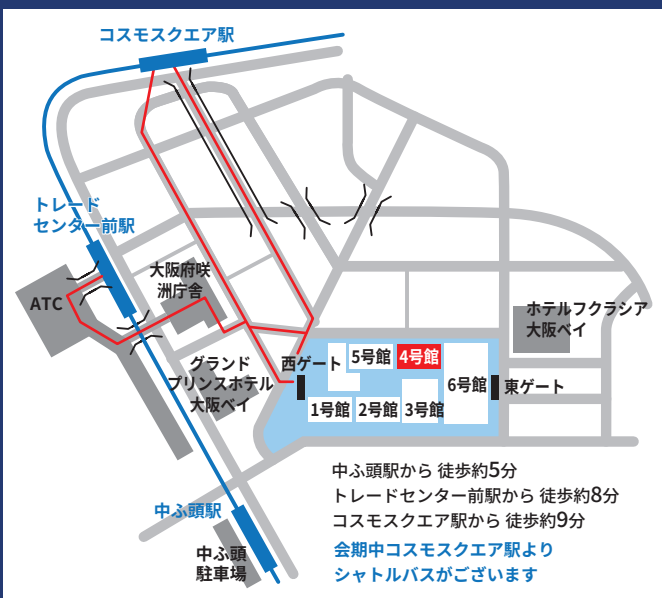 コスモスクエア駅
トレード
センター前駅
大阪府咲
洲庁舎
ATC
ホテルフクラシア
大阪ベイ
グランド
プリンスホテル
大阪ベイ
西ゲート
5号館
4号館
6号館
東ゲート
1号館
2号館
3号館
中ふ頭駅から 徒歩約5分
トレードセンター前駅から 徒歩約8分
コスモスクエア駅から 徒歩約9分
会期中コスモスクエア駅より
シャトルバスがございます
中ふ頭駅
中ふ頭
駐車場